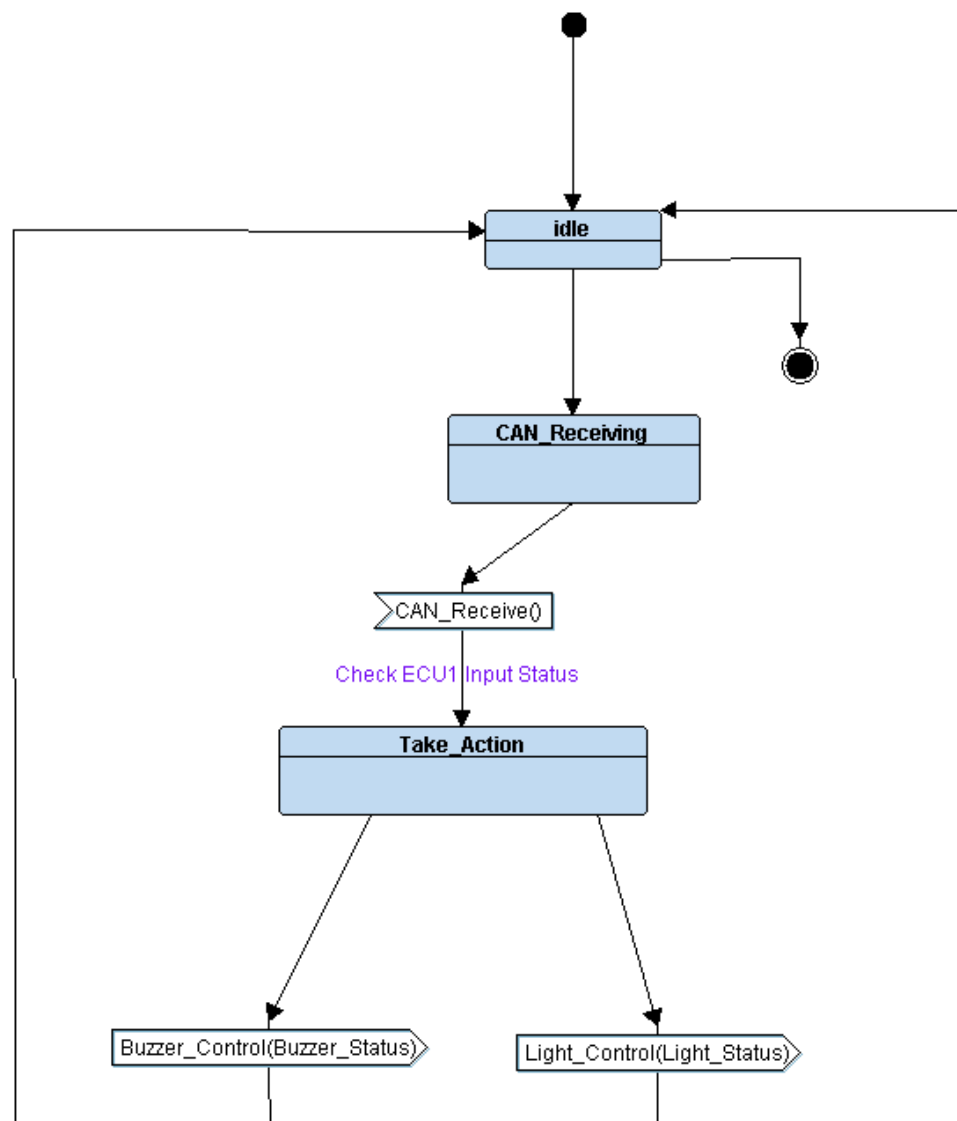 idle
CAN_Receiving
CAN_Receive()
Check ECU1 Input Status
Take_Action
Buzzer_Control(Buzzer_Status)
Light_Control(Light_Status)